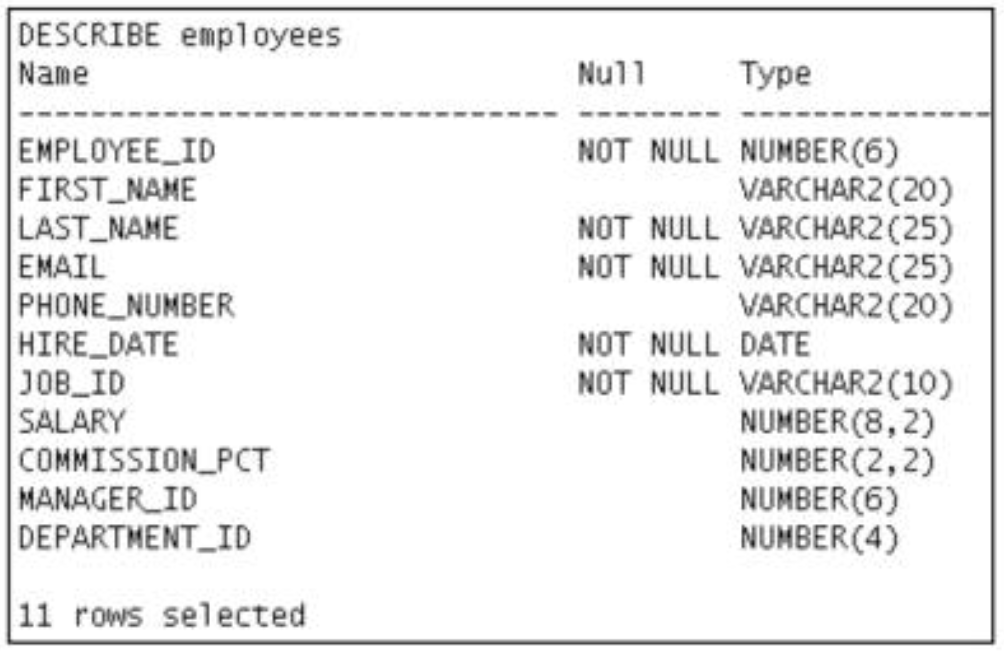 DESCRIBE employees
Name Null Type
------------------------------ -------- --------------
EMPLOYEE_ID NOT NULL NUMBER(6)
FIRST_NAME VARCHAR2(20)
LAST_NAME NOT NULL VARCHAR2(25)
EMAIL NOT NULL VARCHAR2(25)
PHONE_NUMBER VARCHAR2(20)
HIRE_DATE NOT NULL DATE
JOB_ID NOT NULL VARCHAR2(10)
SALARY NUMBER(8,2)
COMMISSION_PCT NUMBER(2,2)
MANAGER_ID NUMBER(6)
DEPARTMENT_ID NUMBER(4)
11 rows selected